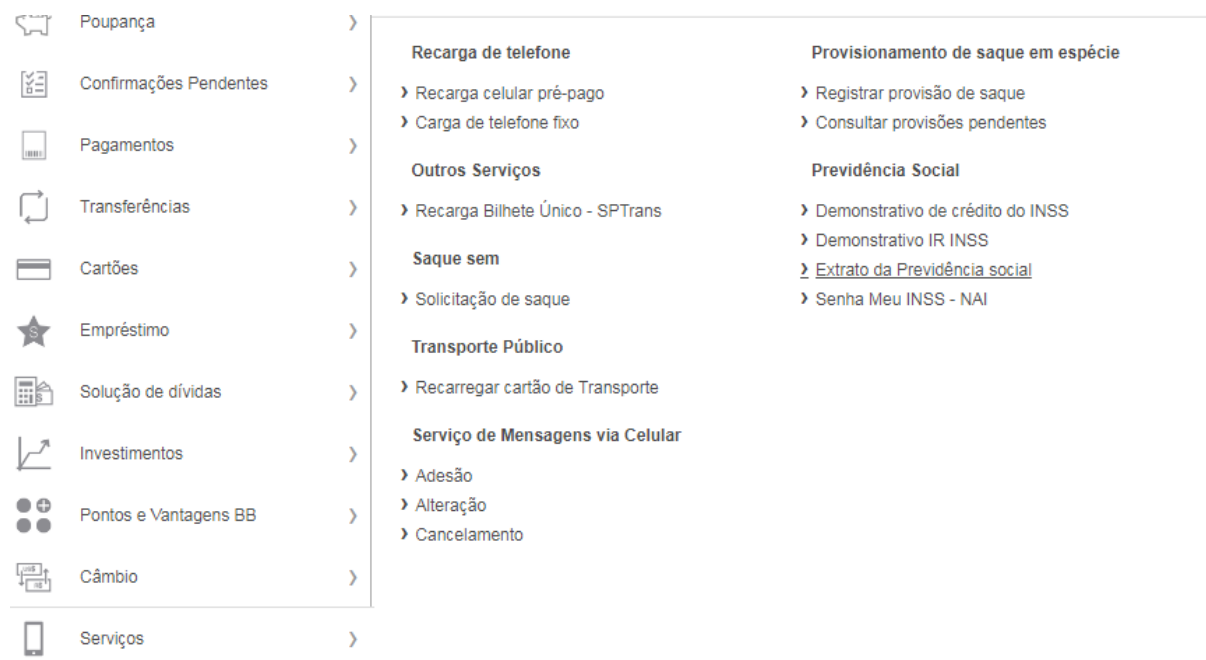 Poupança
Confirmações Pendentes
Pagamentos
Transferências
Cartões
Empréstimo
Solução de dívidas
Investimentos
Pontos e Vantagens BB
Câmbio
Serviços
Recarga de telefone
Recarga celular pré-pago
Carga de telefone fixo
Outros Serviços
Recarga Bilhete Único - SPTrans
Saque sem
Solicitação de saque
Transporte Público
Recarregar cartão de Transporte
Serviço de Mensagens via Celular
Adesão
Alteração
Cancelamento
Provisionamento de saque em espécie
Registrar provisão de saque
Consultar provisões pendentes
Previdência Social
Demonstrativo de crédito do INSS
Demonstrativo IR INSS
Extrato da Previdência social
Senha Meu INSS - NAI